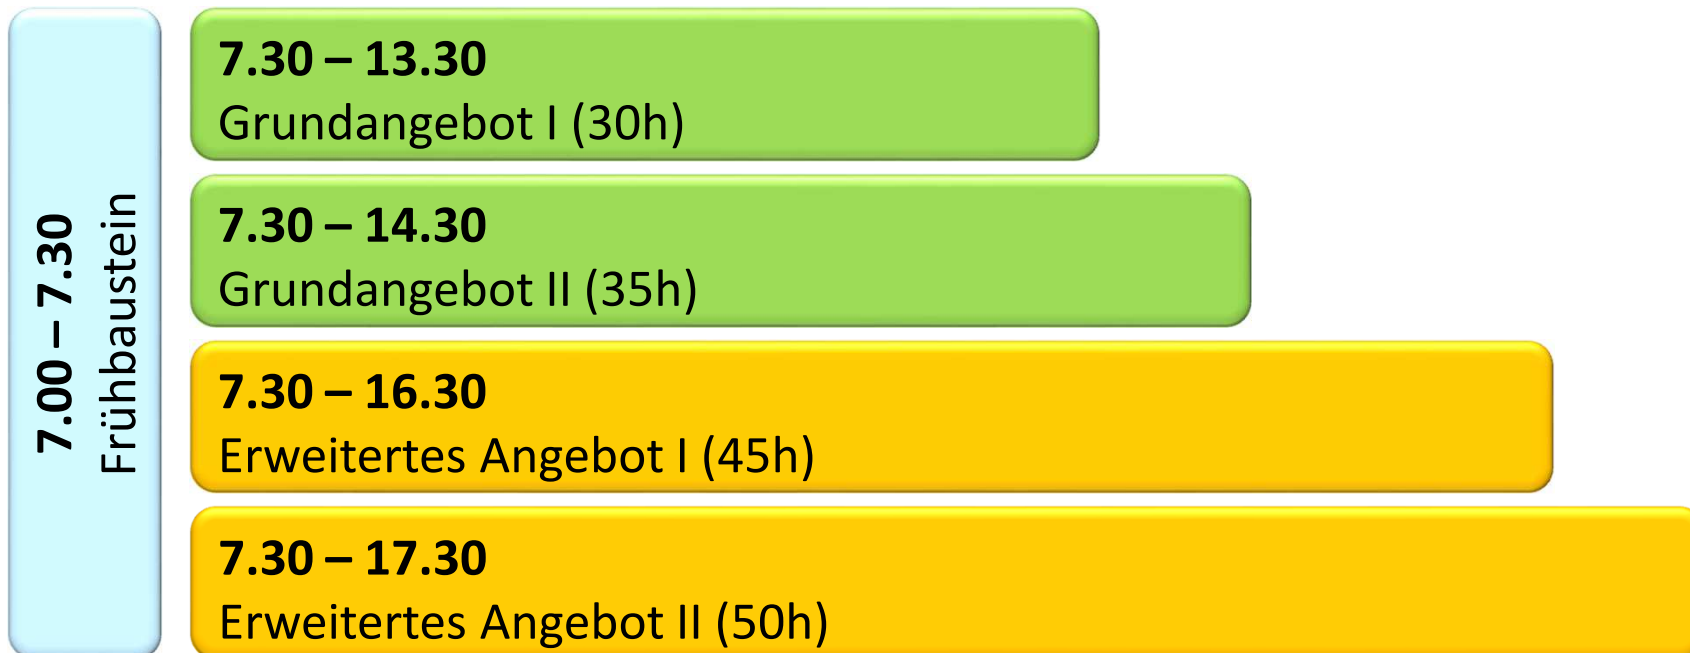 7.00 – 7.30
Frühbaustein
7.30 – 13.30
Grundangebot I (30h)
7.30 – 14.30
Grundangebot II (35h)
7.30 – 16.30
Erweitertes Angebot I (45h)
7.30 – 17.30
Erweitertes Angebot II (50h)